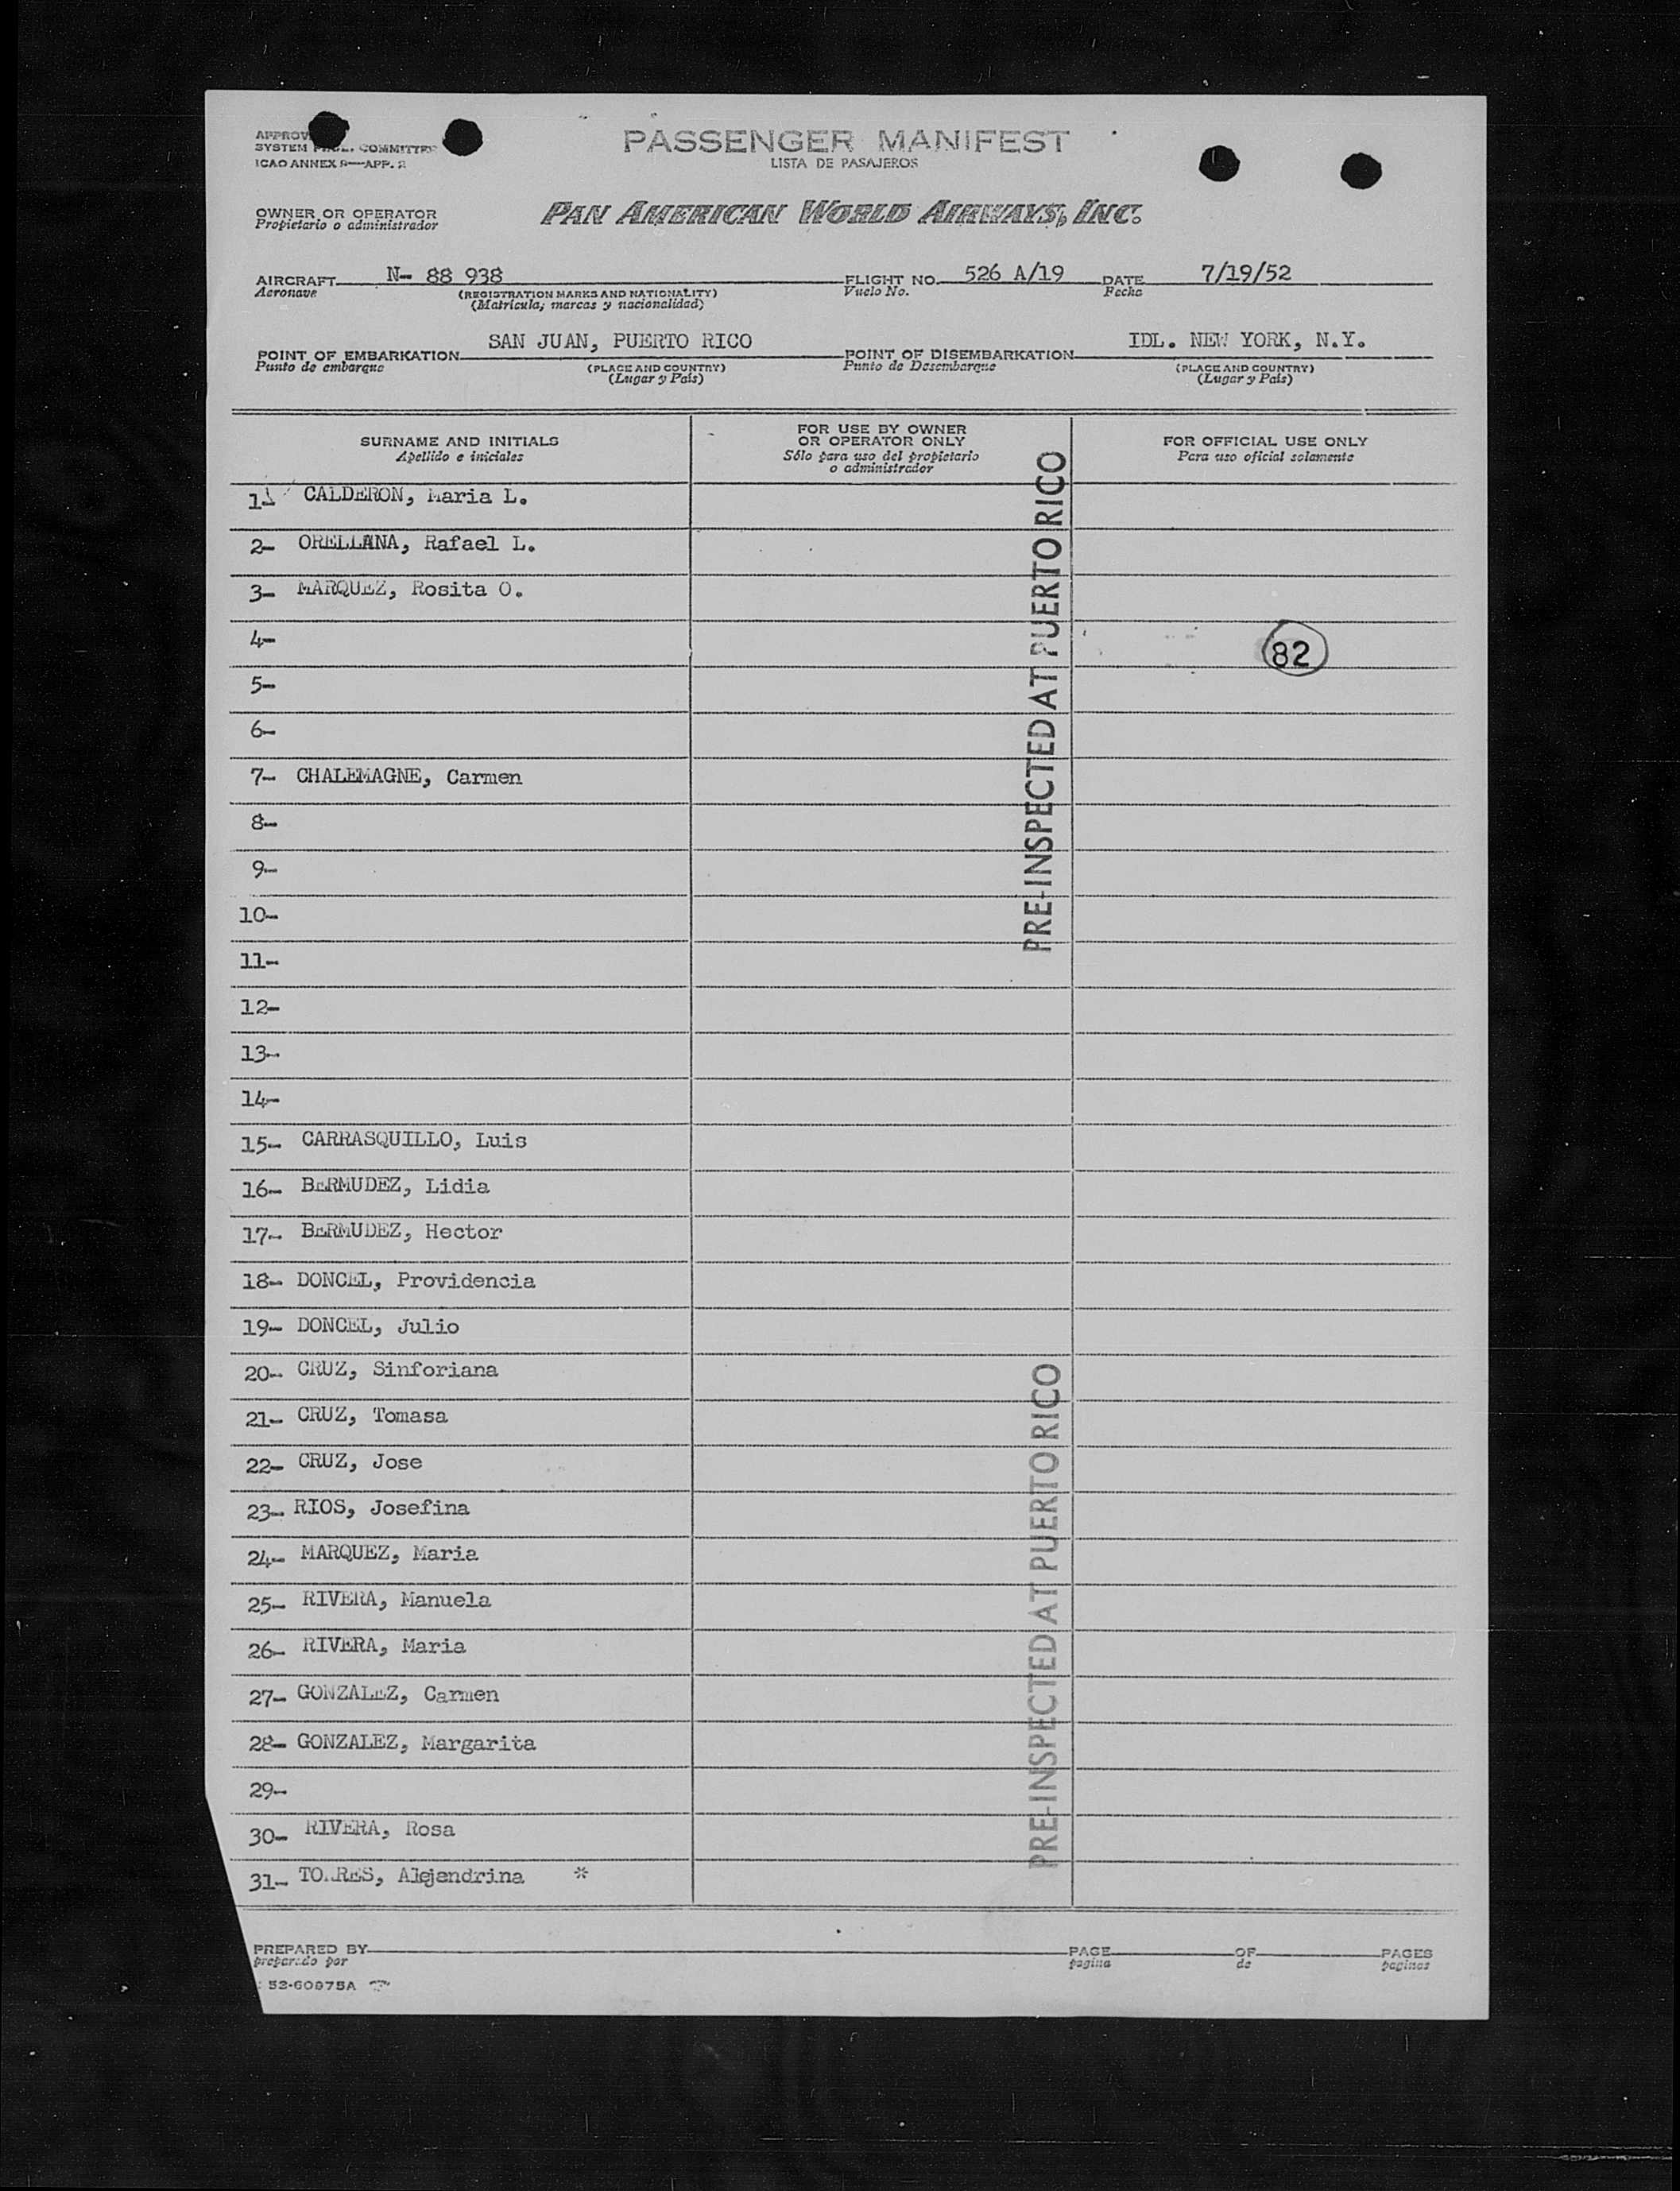 APPROV
SYSTEM COMMITTEE
ICAO ANNEX 9—APP. 2
PASSENGER MANIFEST
LISTA DE PASAJEROS
OWNER OR OPERATOR
Propietario o administrador
PAN AMERICAN WORLD AIRWAYS, INC.
AIRCRAFT N- 88 938 FLIGHT NO. 526 A/19 DATE 7/19/52
Aeronave (REGISTRATION MARKS AND NATIONALITY) Vuelo No. Fecha
(Matrícula, marcas y nacionalidad)
SAN JUAN, PUERTO RICO IDL. NEW YORK, N.Y.
POINT OF EMBARKATION POINT OF DISEMBARKATION
Punto de embarque (PLACE AND COUNTRY) Punto de Desembarque (PLACE AND COUNTRY)
(Lugar y País) (Lugar y País)
SURNAME AND INITIALS
Apellido e iniciales
FOR USE BY OWNER
OR OPERATOR ONLY
Sólo para uso del propietario
o administrador
FOR OFFICIAL USE ONLY
Para uso oficial solamente
1- CALDERON, Maria L.
2- ORELLANA, Rafael L.
3- MARQUEZ, Rosita O.
4-
82
5-
6-
7- CHALEMAGNE, Carmen
8-
9-
10-
11-
12-
13-
14-
15- CARRASQUILLO, Luis
16- BERMUDEZ, Lidia
17- BERMUDEZ, Hector
18- DONCEL, Providencia
19- DONCEL, Julio
20- CRUZ, Sinforiana
21- CRUZ, Tomasa
22- CRUZ, Jose
23- RIOS, Josefina
24- MARQUEZ, Maria
25- RIVERA, Manuela
26- RIVERA, Maria
27- GONZALEZ, Carmen
28- GONZALEZ, Margarita
29-
30- RIVERA, Rosa
31- TORRES, Alejandrina *
PRE-INSPECTED AT PUERTO RICO
PRE-INSPECTED AT PUERTO RICO
PREPARED BY PAGE OF PAGES
preparado por pagina de paginas
52-60975A